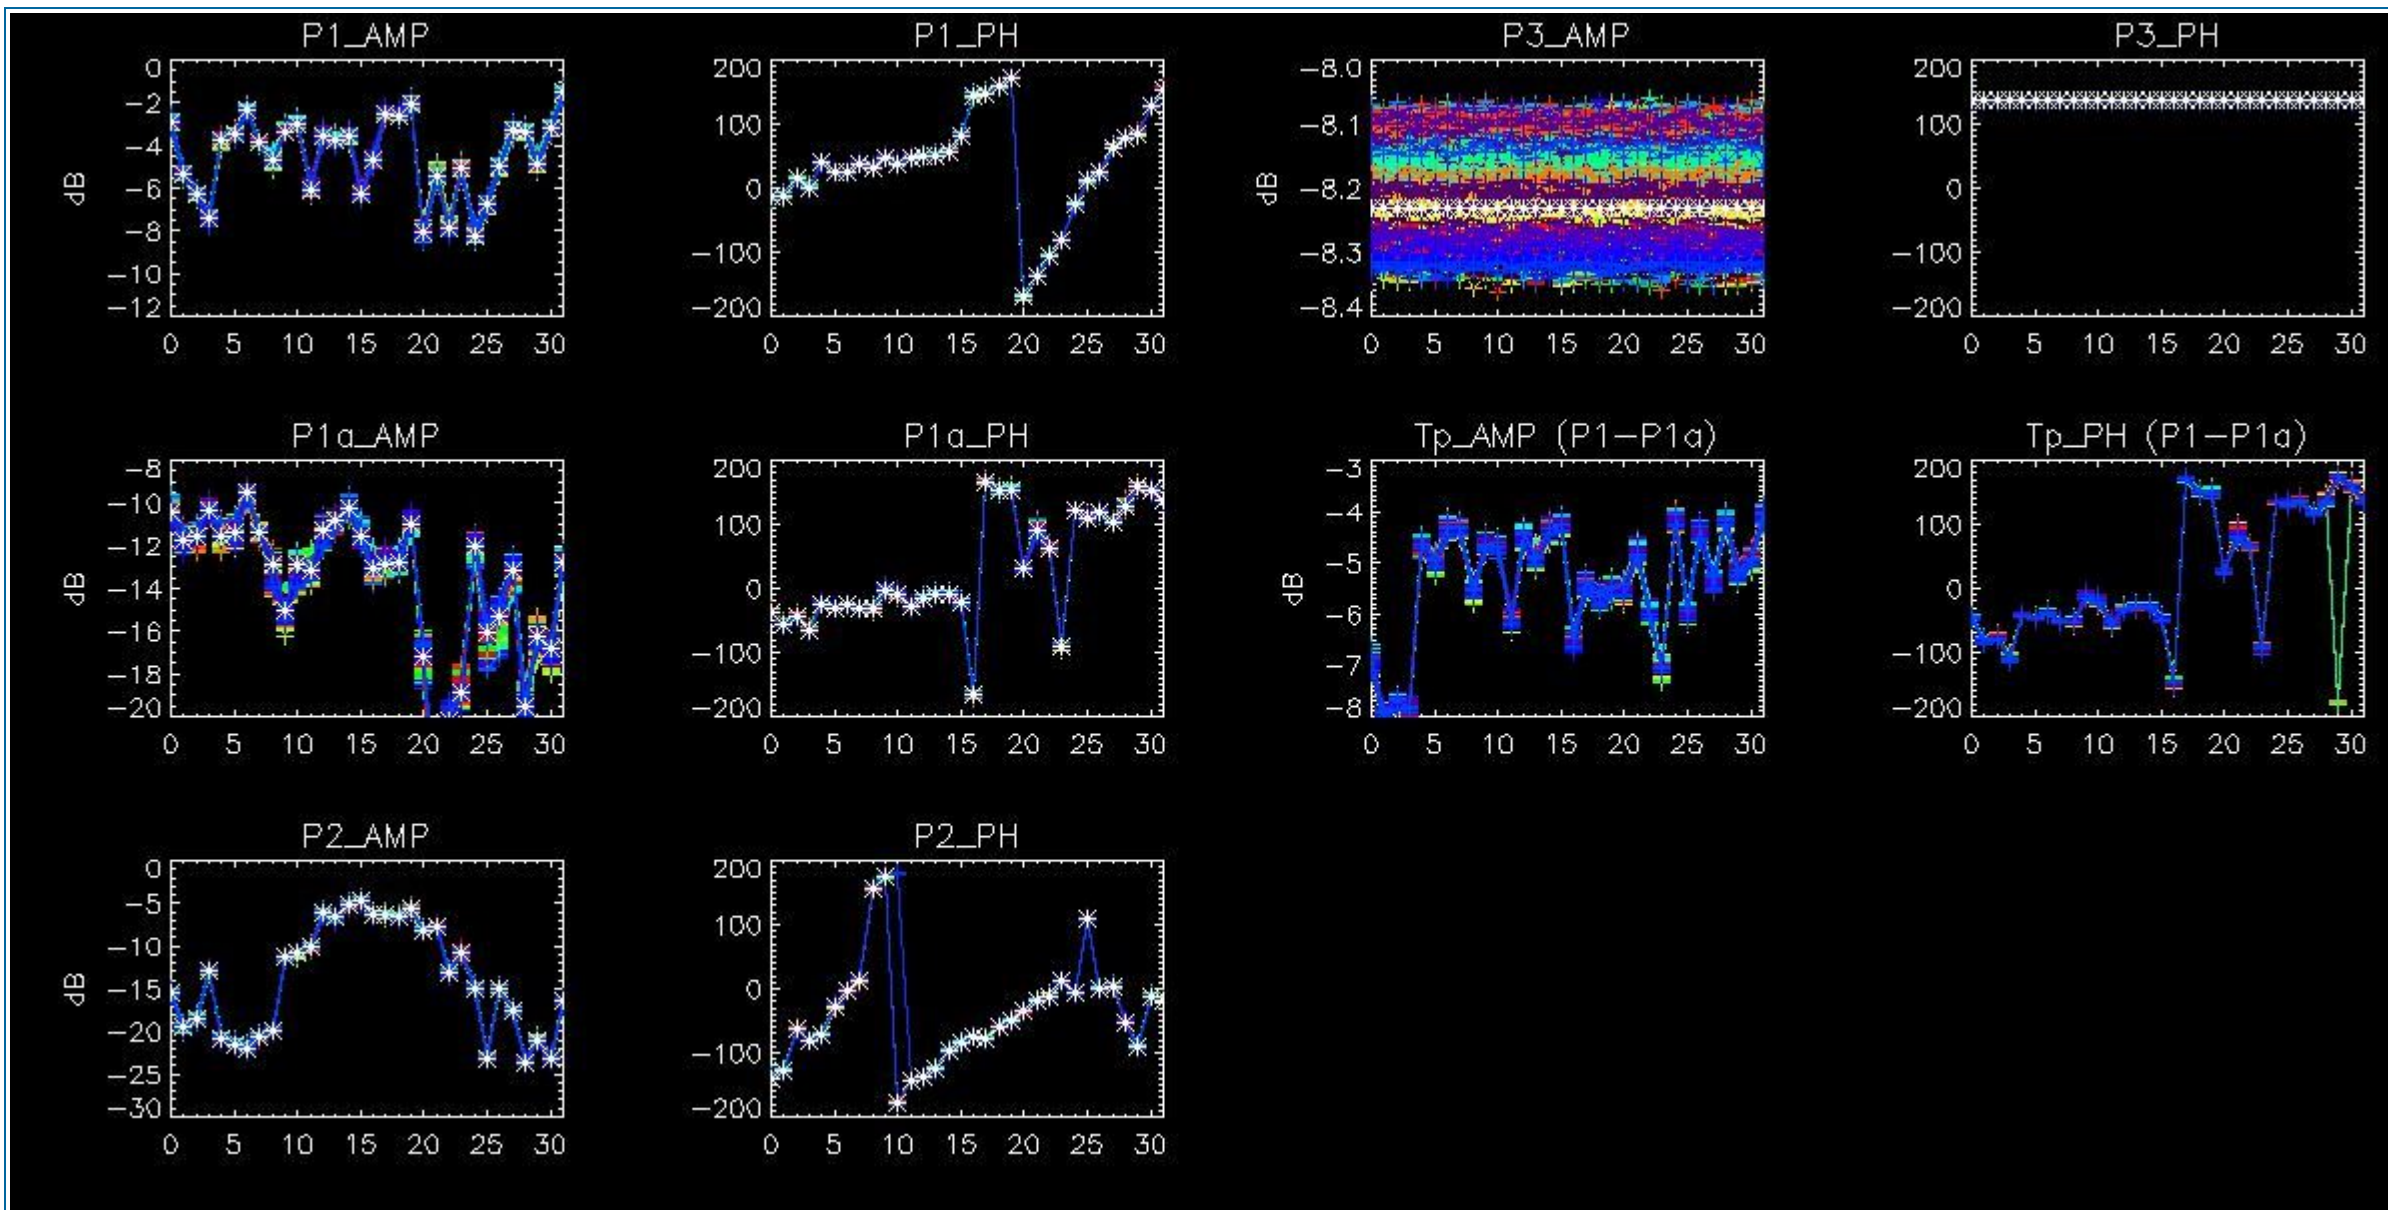 P1_AMP
0
−2
−4
−6
−8
−10
−12
dB
0 5 10 15 20 25 30
P1_PH
200
100
0
−100
−200
0 5 10 15 20 25 30
P3_AMP
−8.0
−8.1
−8.2
−8.3
−8.4
dB
0 5 10 15 20 25 30
P3_PH
200
100
0
−100
−200
0 5 10 15 20 25 30
P1a_AMP
−8
−10
−12
−14
−16
−18
−20
dB
0 5 10 15 20 25 30
P1a_PH
200
100
0
−100
−200
0 5 10 15 20 25 30
Tp_AMP (P1−P1a)
−3
−4
−5
−6
−7
−8
dB
0 5 10 15 20 25 30
Tp_PH (P1−P1a)
200
100
0
−100
−200
0 5 10 15 20 25 30
P2_AMP
0
−5
−10
−15
−20
−25
−30
dB
0 5 10 15 20 25 30
P2_PH
200
100
0
−100
−200
0 5 10 15 20 25 30